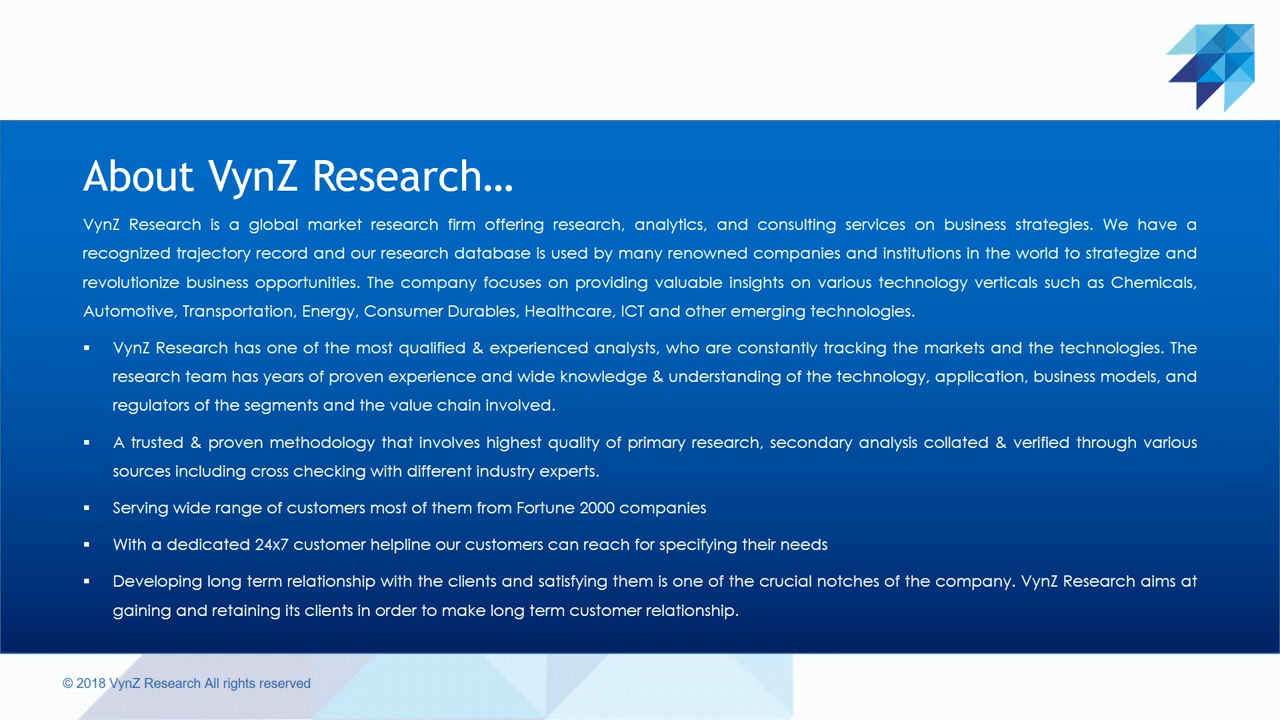 About VynZ Research...
VynZ Research is a global market research firm offering research, analytics, and consulting services on business strategies. We have a
recognized trajectory record and our research database is used by many renowned companies and institutions in the world to strategize and
revolutionize business opportunities. The company focuses on providing valuable insights on various technology verticals such as Chemicals,
Automotive, Transportation, Energy, Consumer Durables, Healthcare, ICT and other emerging technologies.
▪ VynZ Research has one of the most qualified & experienced analysts, who are constantly tracking the markets and the technologies. The
research team has years of proven experience and wide knowledge & understanding of the technology, application, business models, and
regulators of the segments and the value chain involved.
▪ A trusted & proven methodology that involves highest quality of primary research, secondary analysis collated & verified through various
sources including cross checking with different industry experts.
▪ Serving wide range of customers most of them from Fortune 2000 companies
▪ With a dedicated 24x7 customer helpline our customers can reach for specifying their needs
▪ Developing long term relationship with the clients and satisfying them is one of the crucial notches of the company. VynZ Research aims at
gaining and retaining its clients in order to make long term customer relationship.
© 2018 VynZ Research All rights reserved